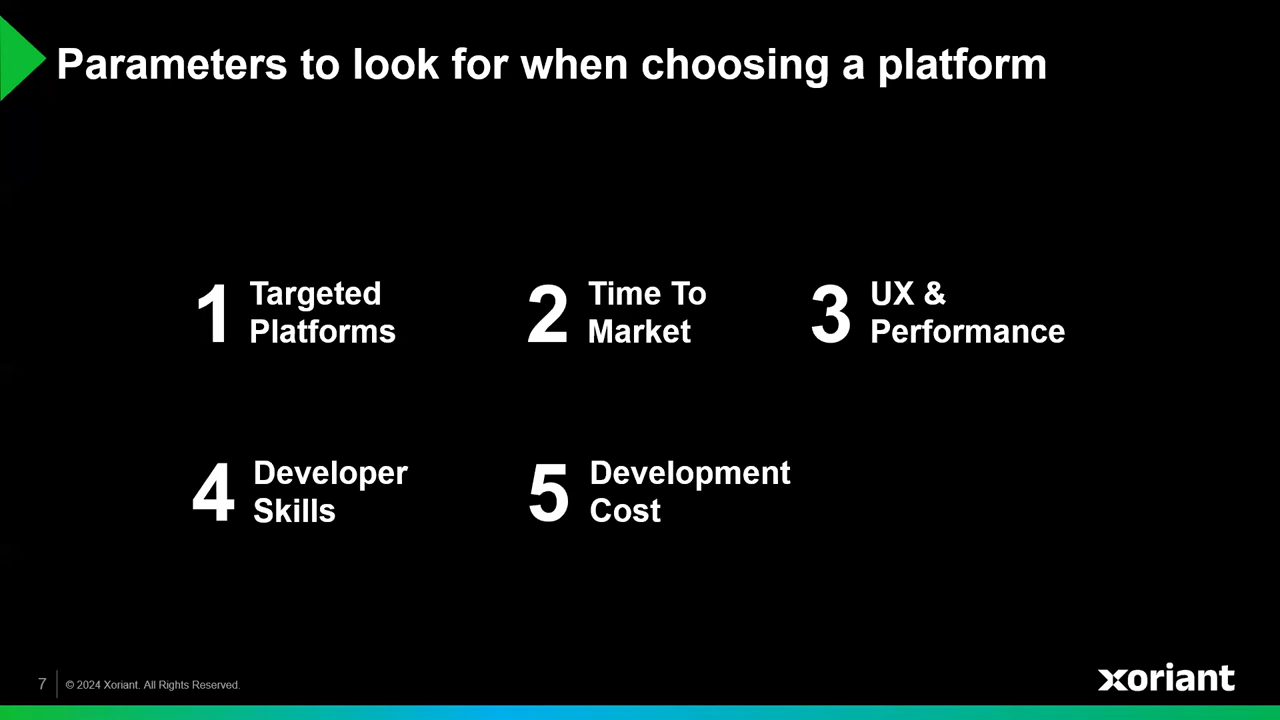 Parameters to look for when choosing a platform
1
Targeted
Platforms
2
Time To
Market
3
UX &
Performance
4
Developer
Skills
5
Development
Cost
7
© 2024 Xoriant. All Rights Reserved.
xoriant